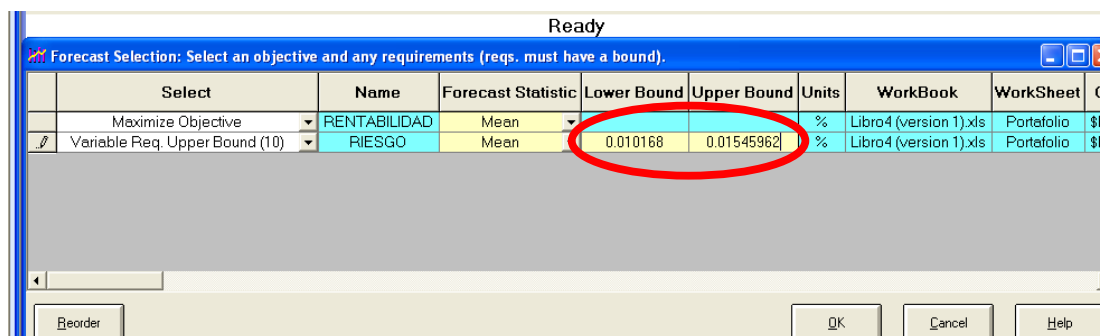 Ready
Forecast Selection: Select an objective and any requirements (reqs. must have a bound).
Select Name Forecast Statistic Lower Bound Upper Bound Units WorkBook WorkSheet
Maximize Objective RENTABILIDAD Mean % Libro4 (version 1).xls Portafolio
Variable Req. Upper Bound (10) RIESGO Mean 0.010168 0.01545962 % Libro4 (version 1).xls Portafolio
Reorder OK Cancel Help